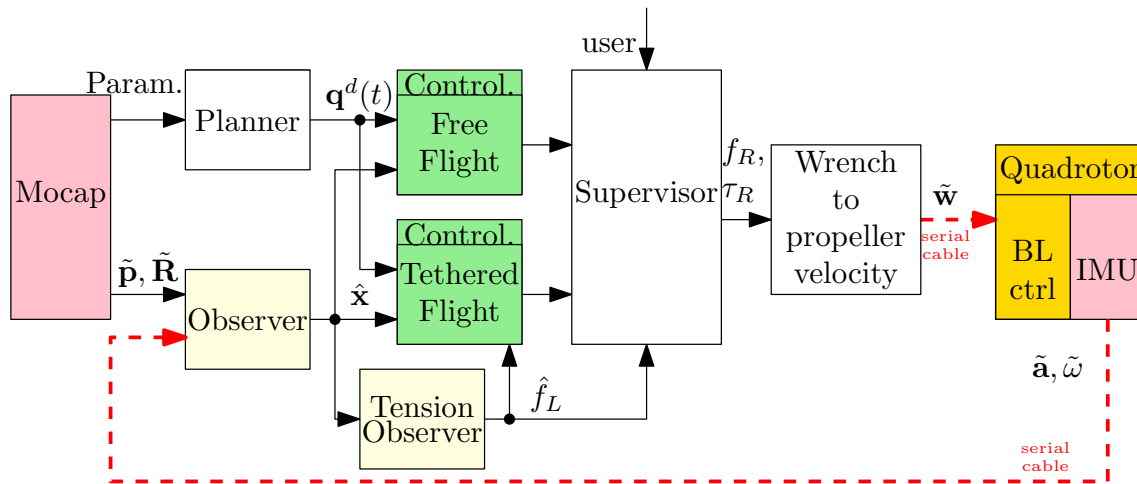 user
Param.
Mocap
Planner
𝐪ᵈ(t)
Control.
Free
Flight
Supervisor
f_R,
τ_R
Wrench
to
propeller
velocity
w̃
serial
cable
Quadrotor
BL
ctrl
IMU
p̃, R̃
Observer
x̂
Control.
Tethered
Flight
Tension
Observer
f̂_L
ã, ω̃
serial
cable